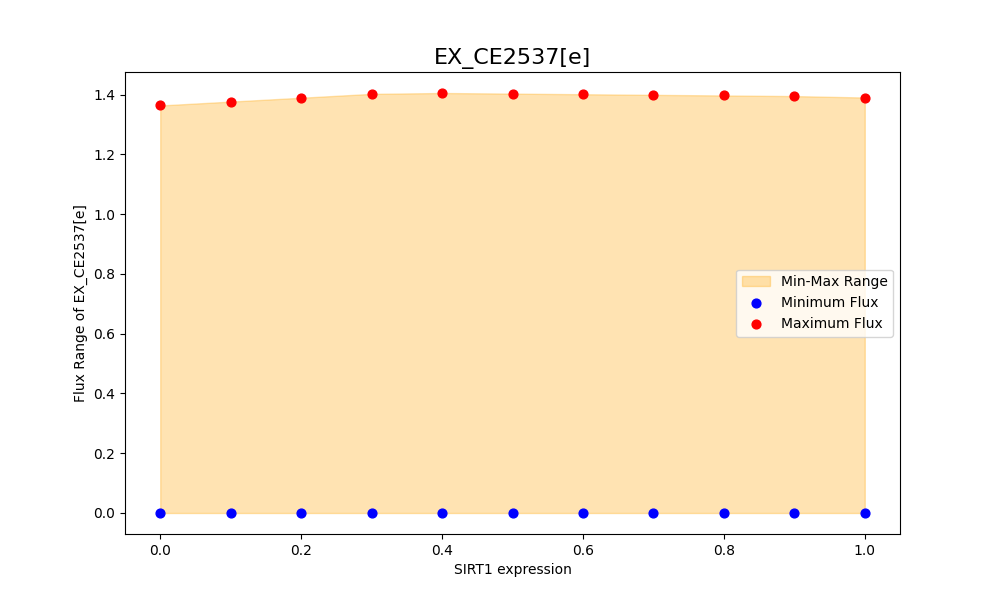 EX_CE2537[e]
Flux Range of EX_CE2537[e]
1.4
1.2
1.0
0.8
0.6
0.4
0.2
0.0
Min-Max Range
Minimum Flux
Maximum Flux
0.0 0.2 0.4 0.6 0.8 1.0
SIRT1 expression